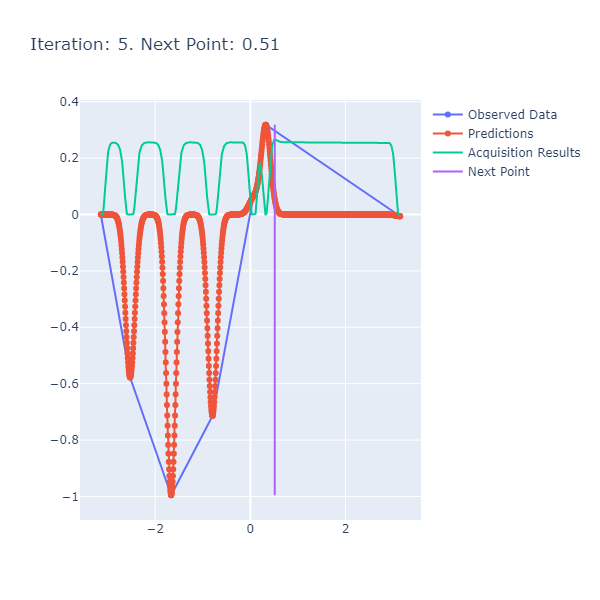 Iteration: 5. Next Point: 0.51
0.4
0.2
0
−0.2
−0.4
−0.6
−0.8
−1
−2
0
2
Observed Data
Predictions
Acquisition Results
Next Point